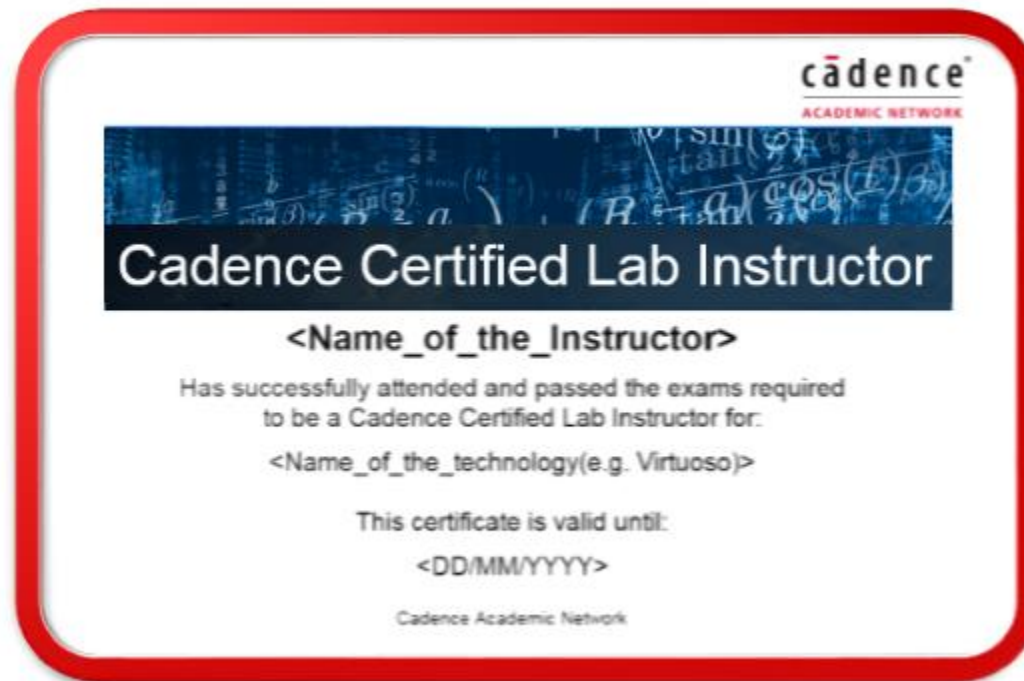 cādence®
ACADEMIC NETWORK
Cadence Certified Lab Instructor
<Name_of_the_Instructor>
Has successfully attended and passed the exams required
to be a Cadence Certified Lab Instructor for:
<Name_of_the_technology(e.g. Virtuoso)>
This certificate is valid until:
<DD/MM/YYYY>
Cadence Academic Network